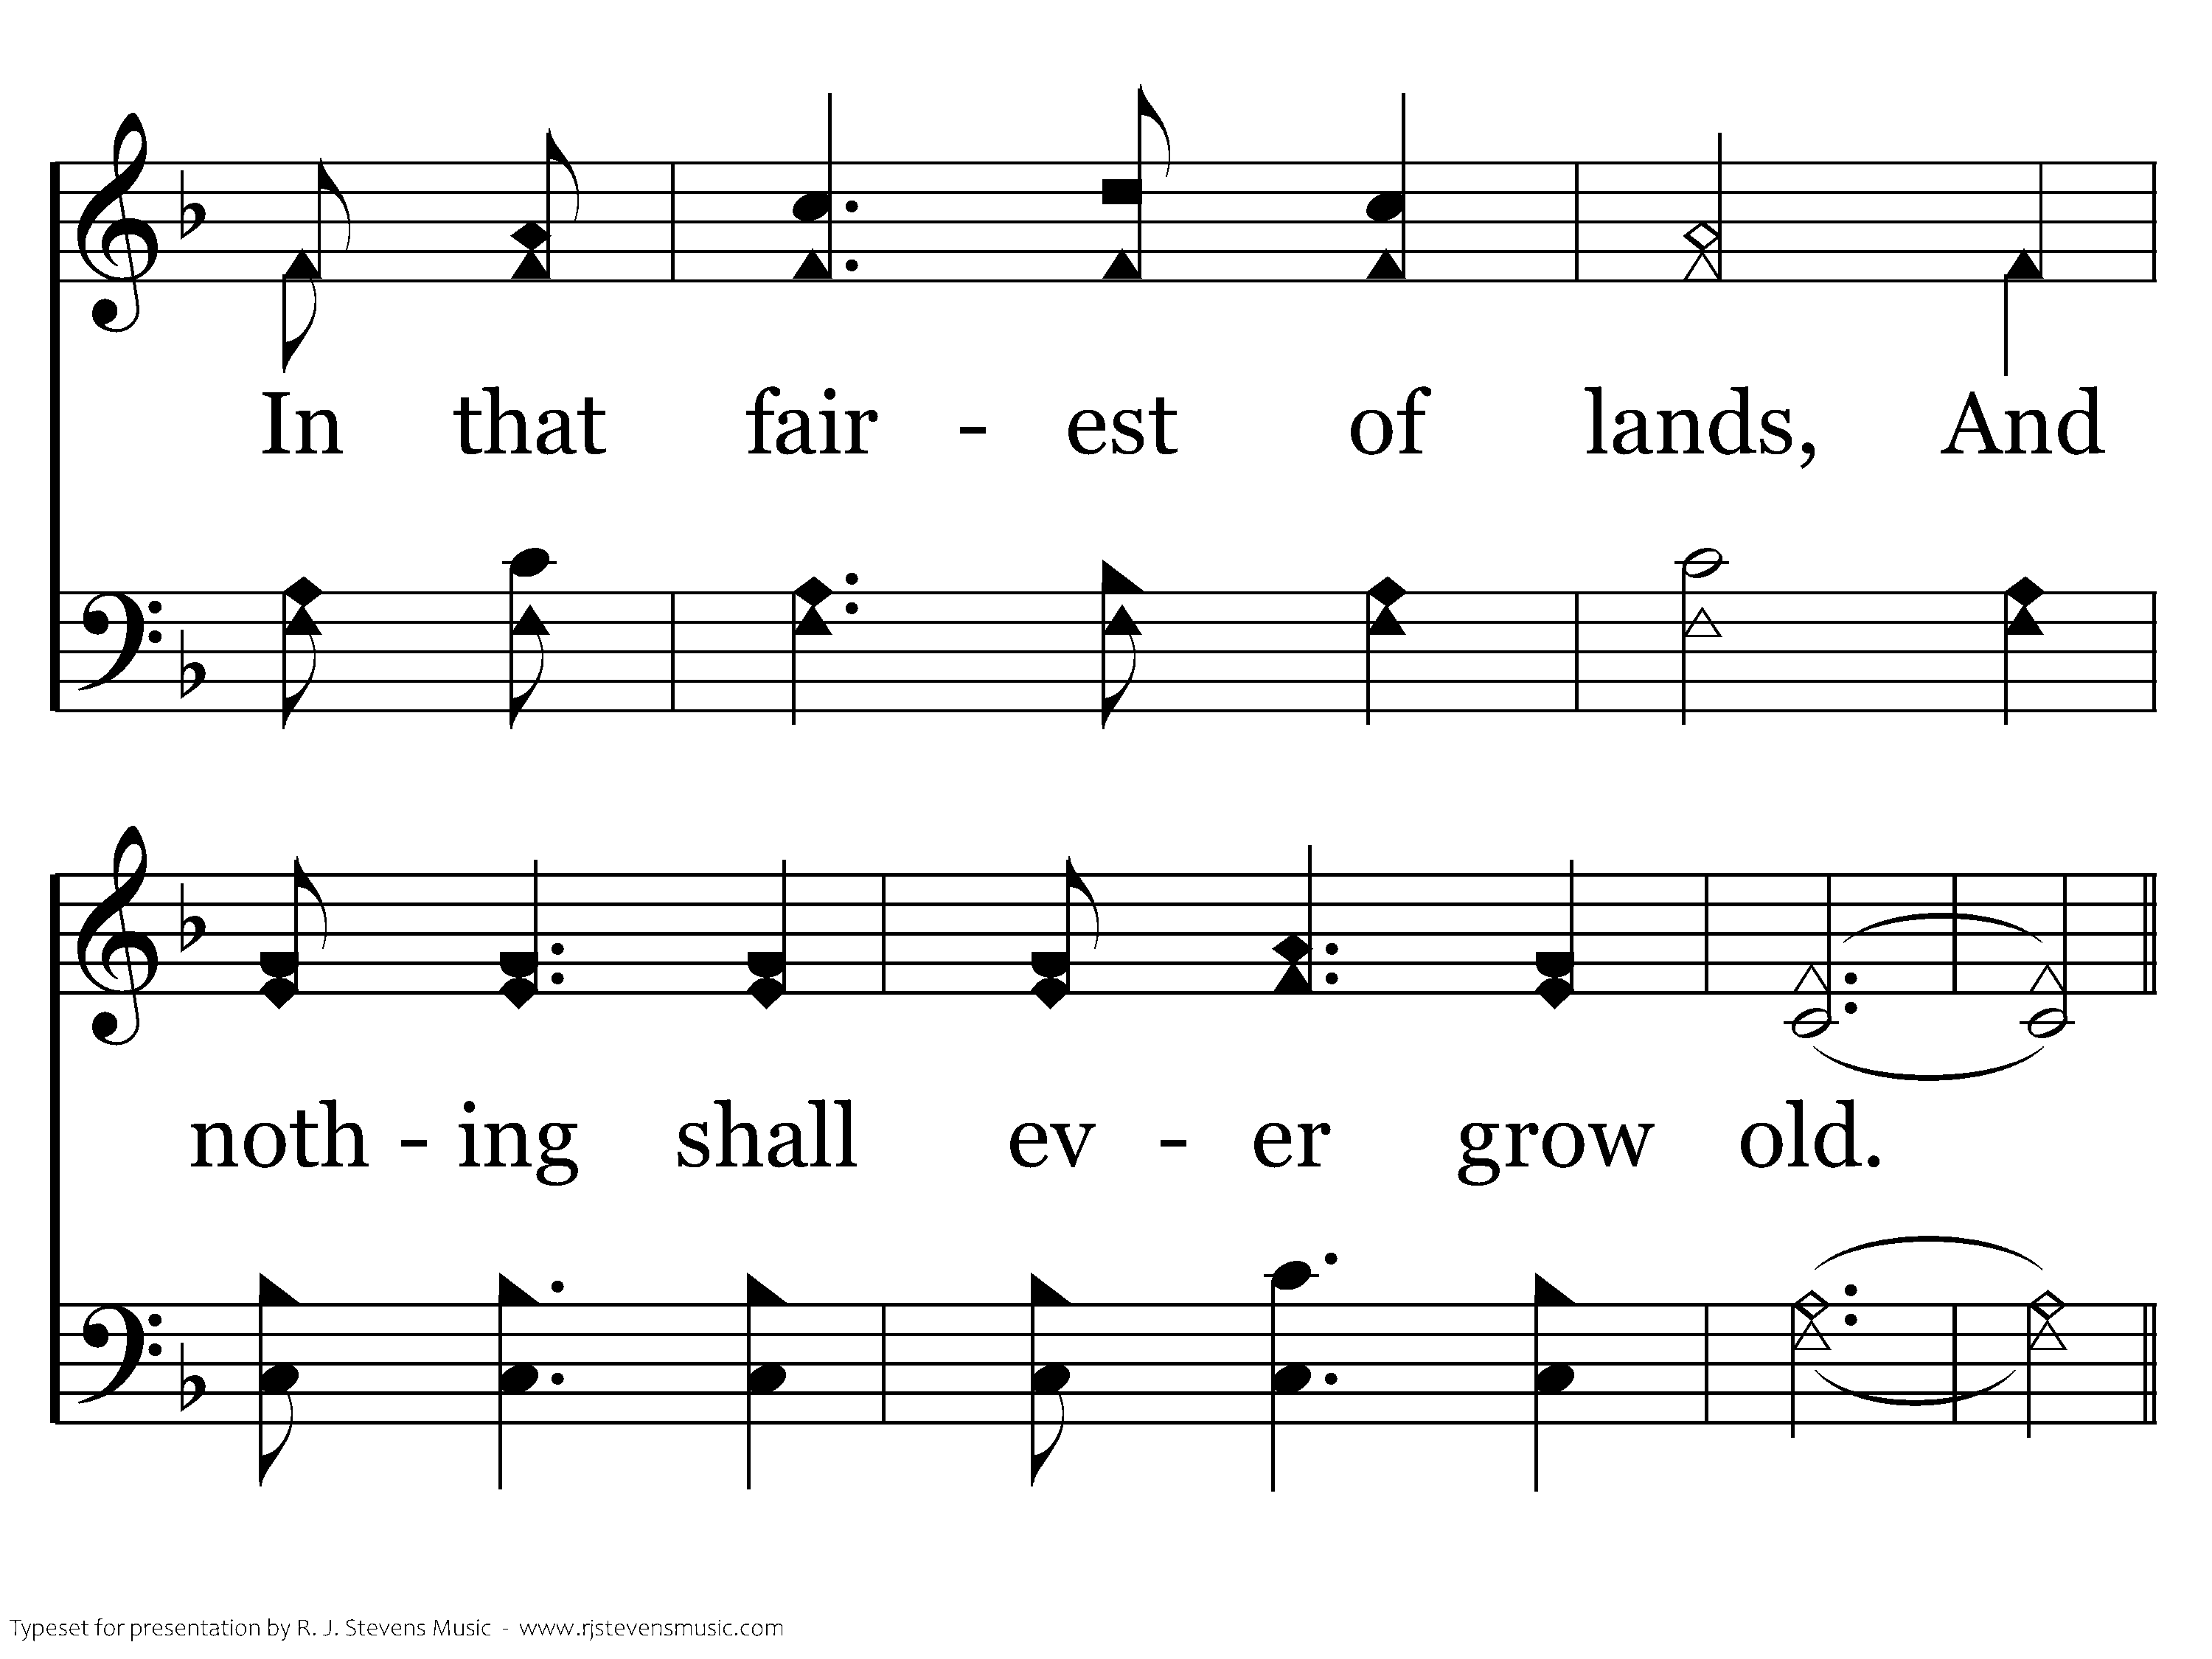 In that fair - est of lands, And
noth - ing shall ev - er grow old.
Typeset for presentation by R. J. Stevens Music - www.rjstevensmusic.com